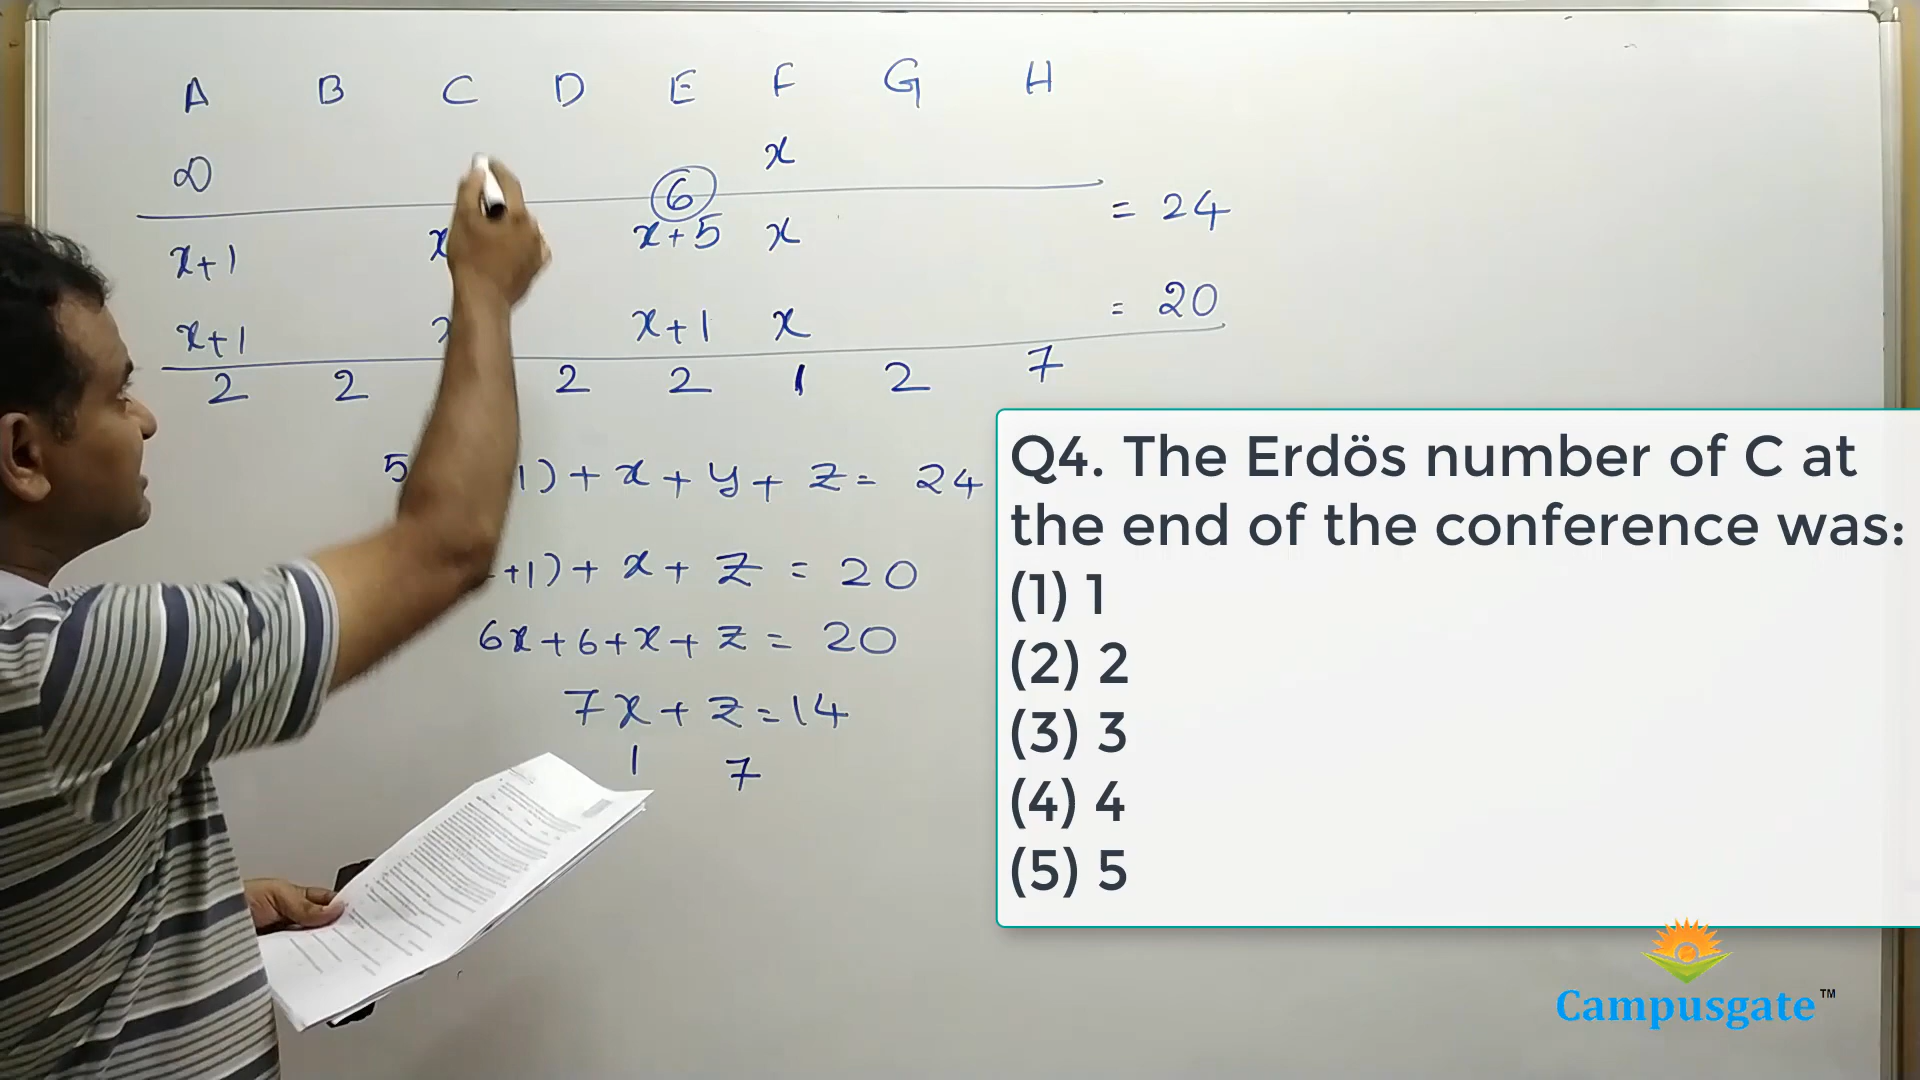 A B C D E F G H
∞ x
6
x+1 x x+5 x = 24
x+1 x+1 x = 20
2 2 2 2 1 2 7
5 1) + x + y + z = 24
+1) + x + z = 20
6x + 6 + x + z = 20
7x + z = 14
1 7
Q4. The Erdös number of C at
the end of the conference was:
(1) 1
(2) 2
(3) 3
(4) 4
(5) 5
Campusgate™